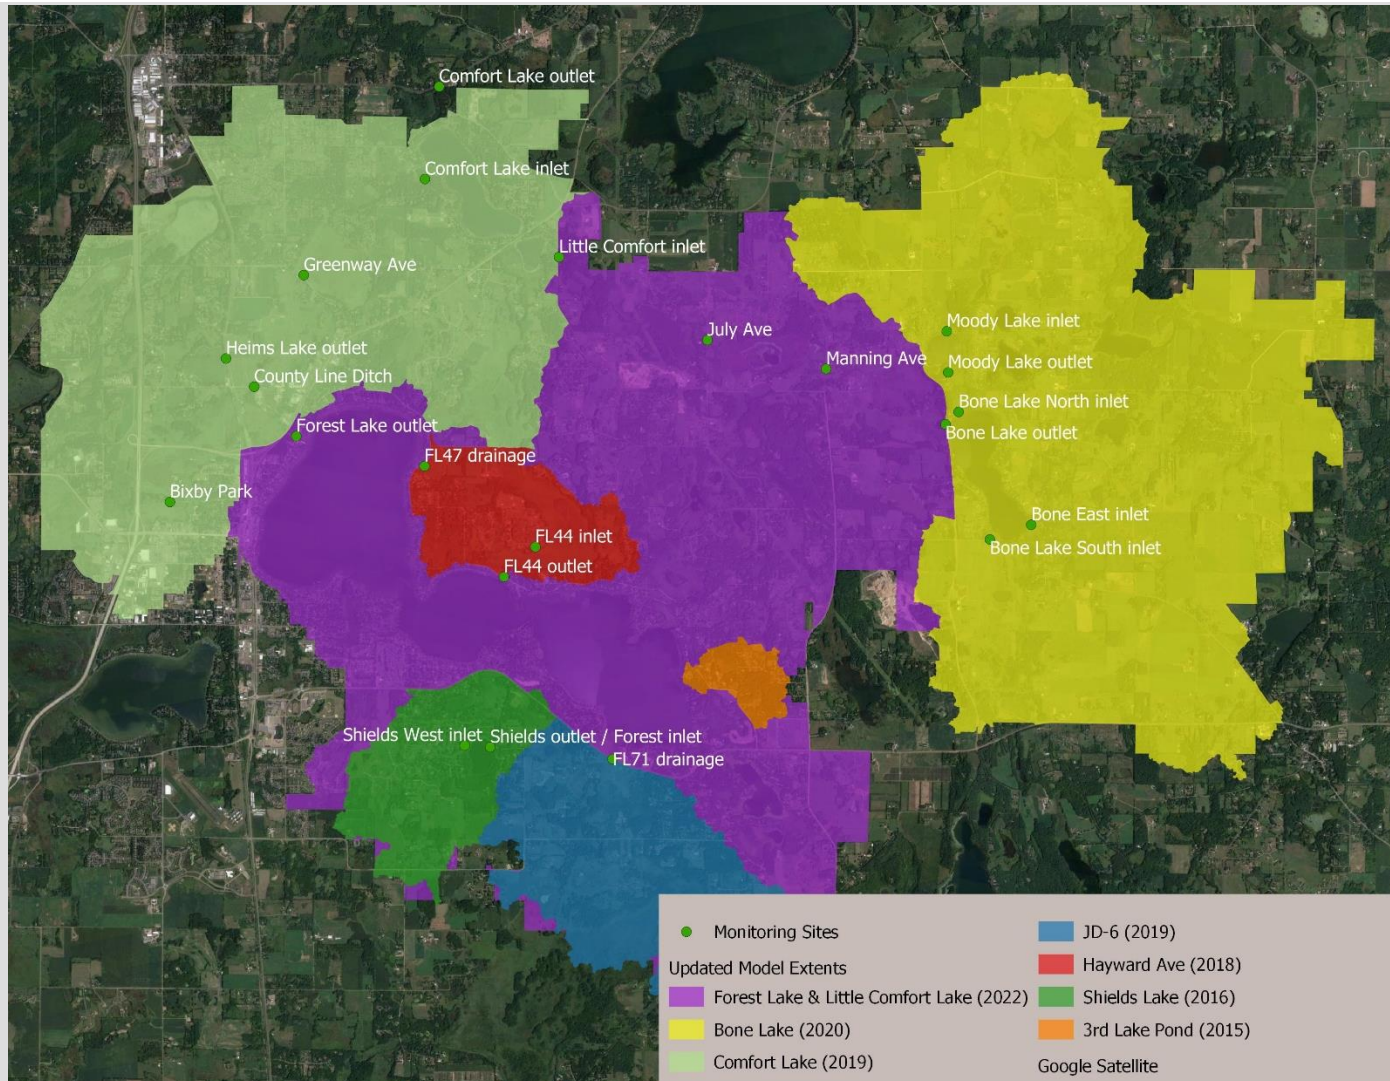 Comfort Lake outlet
Comfort Lake inlet
Little Comfort inlet
Greenway Ave
Moody Lake inlet
July Ave
Heims Lake outlet
Manning Ave
Moody Lake outlet
County Line Ditch
Bone Lake North inlet
Forest Lake outlet
Bone Lake outlet
FL47 drainage
Bixby Park
Bone East inlet
FL44 inlet
Bone Lake South inlet
FL44 outlet
Shields West inlet
Shields outlet / Forest inlet
FL71 drainage
Monitoring Sites
Updated Model Extents
Forest Lake & Little Comfort Lake (2022)
Bone Lake (2020)
Comfort Lake (2019)
JD-6 (2019)
Hayward Ave (2018)
Shields Lake (2016)
3rd Lake Pond (2015)
Google Satellite